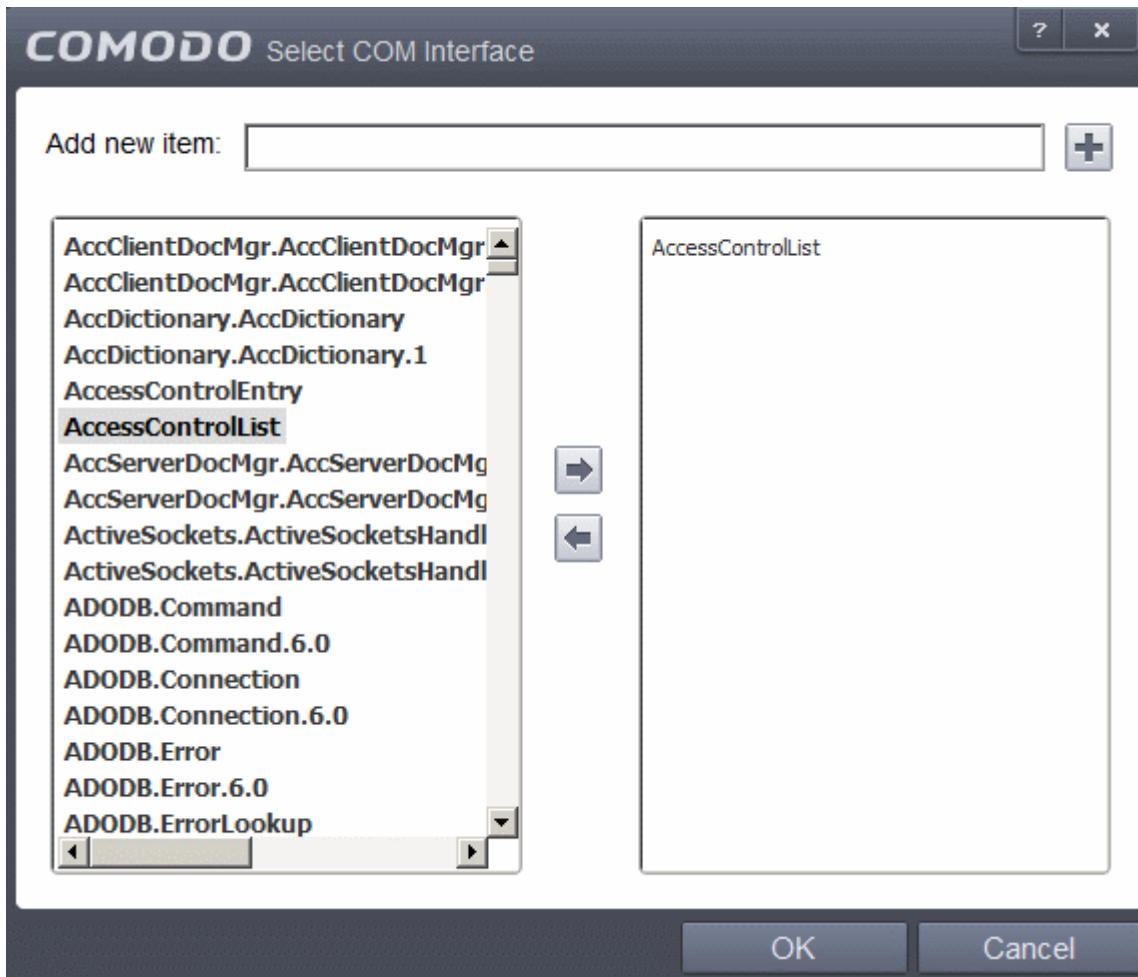 COMODO Select COM Interface
?
x
Add new item:
AccClientDocMgr.AccClientDocMgr
AccClientDocMgr.AccClientDocMgr
AccDictionary.AccDictionary
AccDictionary.AccDictionary.1
AccessControlEntry
AccessControlList
AccServerDocMgr.AccServerDocMg
AccServerDocMgr.AccServerDocMg
ActiveSockets.ActiveSocketsHandl
ActiveSockets.ActiveSocketsHandl
ADODB.Command
ADODB.Command.6.0
ADODB.Connection
ADODB.Connection.6.0
ADODB.Error
ADODB.Error.6.0
ADODB.ErrorLookup
AccessControlList
OK
Cancel